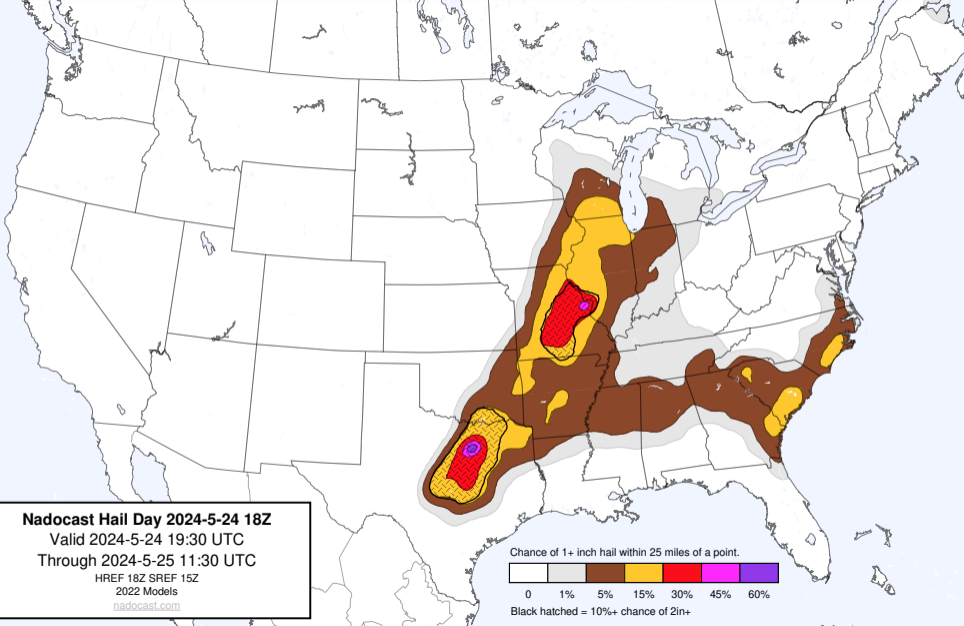 Nadocast Hail Day 2024-5-24 18Z
Valid 2024-5-24 19:30 UTC
Through 2024-5-25 11:30 UTC
HREF 18Z SREF 15Z
2022 Models
nadocast.com
Chance of 1+ inch hail within 25 miles of a point.
0 1% 5% 15% 30% 45% 60%
Black hatched = 10%+ chance of 2in+